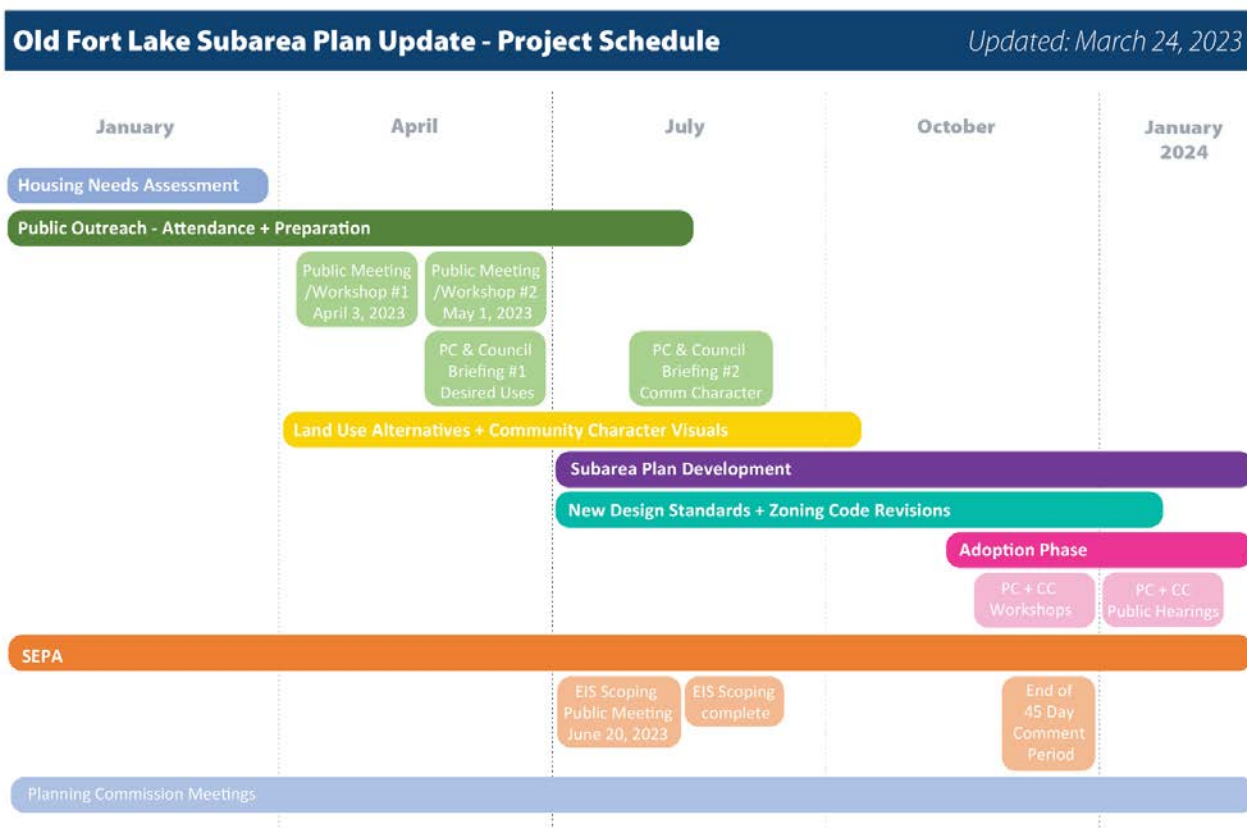 Old Fort Lake Subarea Plan Update - Project Schedule
Updated: March 24, 2023
January
April
July
October
January
2024
Housing Needs Assessment
Public Outreach - Attendance + Preparation
Public Meeting
/Workshop #1
April 3, 2023
Public Meeting
/Workshop #2
May 1, 2023
PC & Council
Briefing #1
Desired Uses
PC & Council
Briefing #2
Comm Character
Land Use Alternatives + Community Character Visuals
Subarea Plan Development
New Design Standards + Zoning Code Revisions
Adoption Phase
PC + CC
Workshops
PC + CC
Public Hearings
SEPA
EIS Scoping
Public Meeting
June 20, 2023
EIS Scoping
complete
End of
45 Day
Comment
Period
Planning Commission Meetings